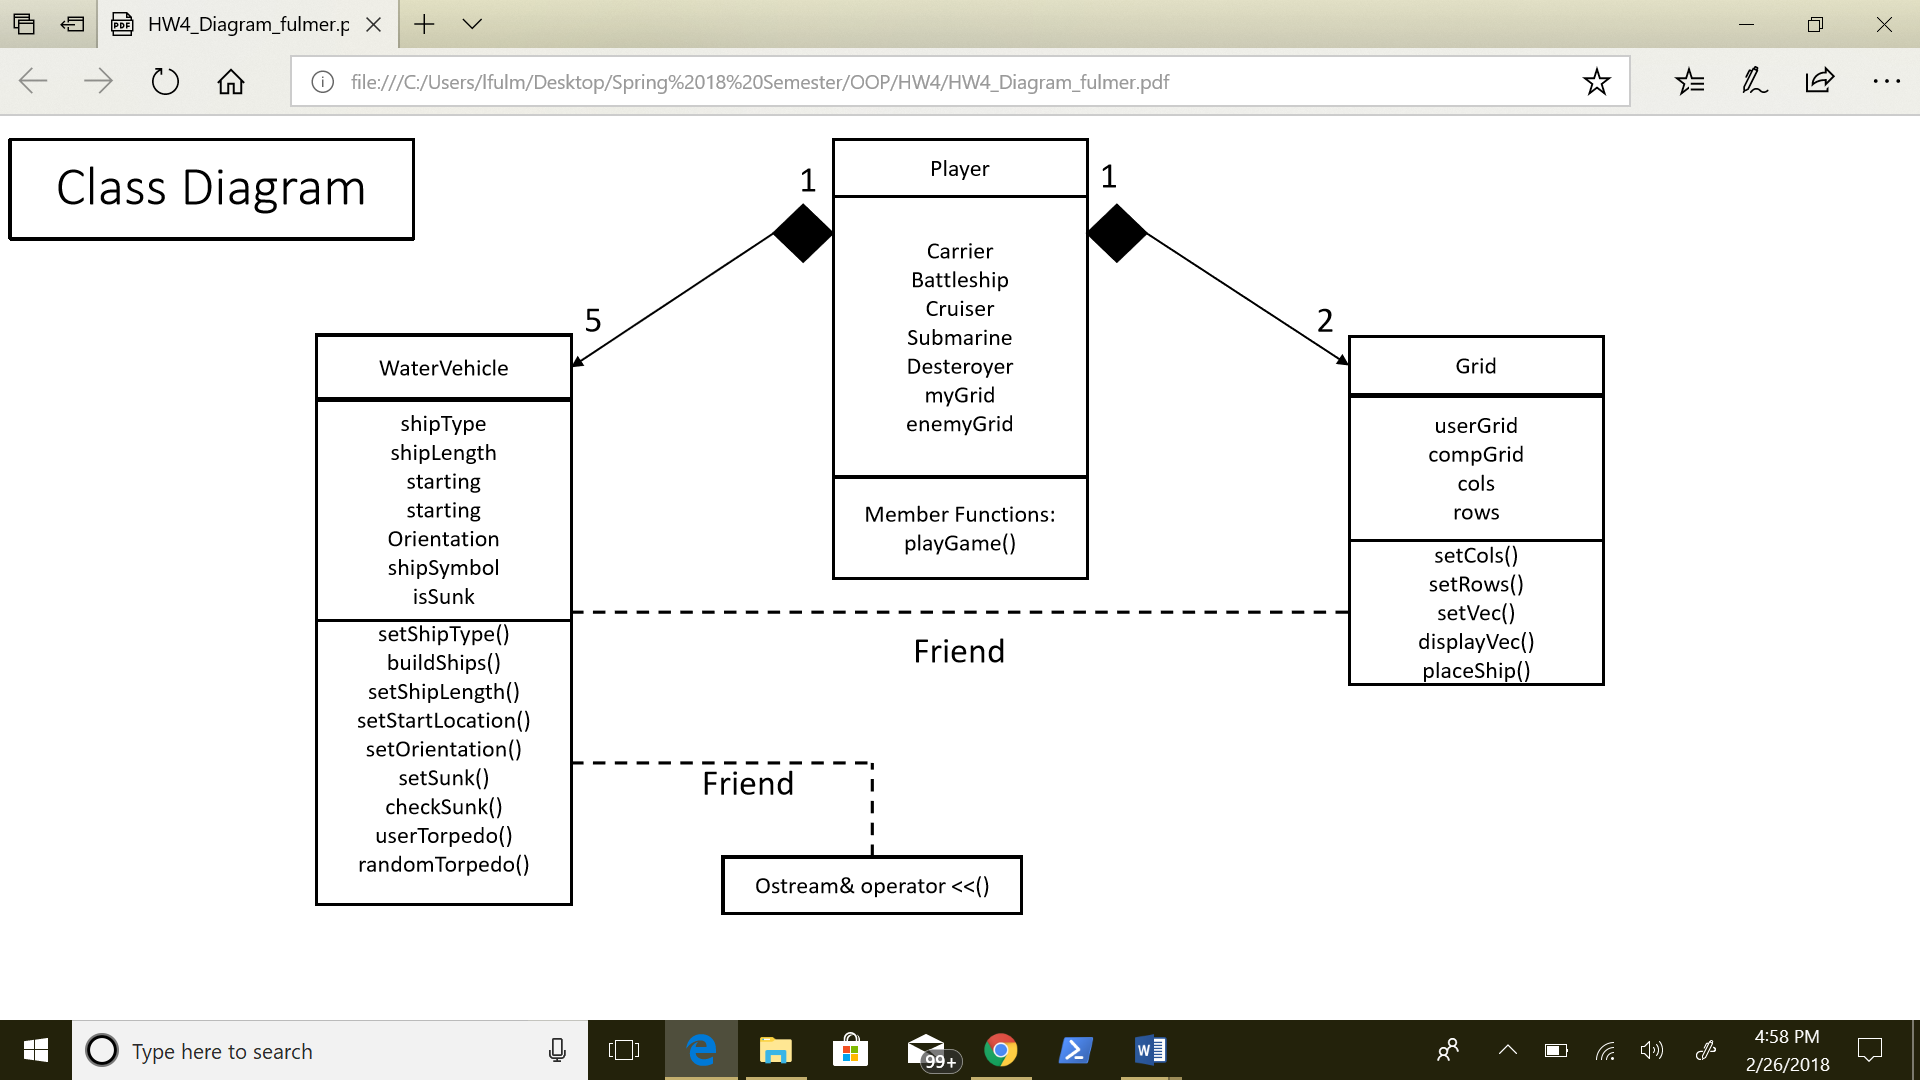 HW4_Diagram_fulmer.p
file:///C:/Users/lfulm/Desktop/Spring%2018%20Semester/OOP/HW4/HW4_Diagram_fulmer.pdf
Class Diagram
1
Player
1
Carrier
Battleship
Cruiser
Submarine
Desteroyer
myGrid
enemyGrid
Member Functions:
playGame()
5
2
WaterVehicle
shipType
shipLength
starting
starting
Orientation
shipSymbol
isSunk
setShipType()
buildShips()
setShipLength()
setStartLocation()
setOrientation()
setSunk()
checkSunk()
userTorpedo()
randomTorpedo()
Grid
userGrid
compGrid
cols
rows
setCols()
setRows()
setVec()
displayVec()
placeShip()
Friend
Friend
Ostream& operator <<()
Type here to search
99+
4:58 PM
2/26/2018